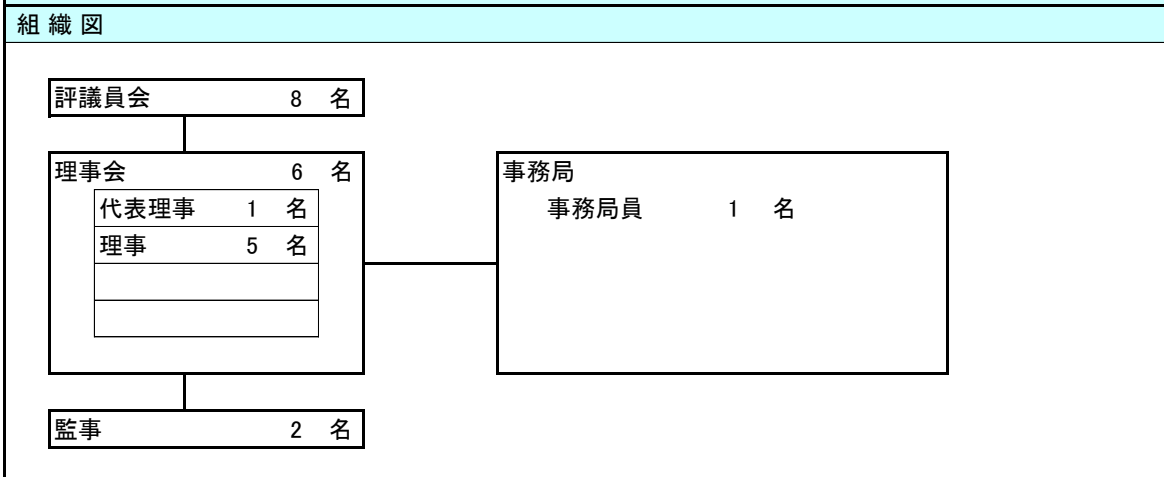 組織図
評議員会 8 名
理事会 6 名
代表理事 1 名
理事 5 名
事務局
事務局員 1 名
監事 2 名